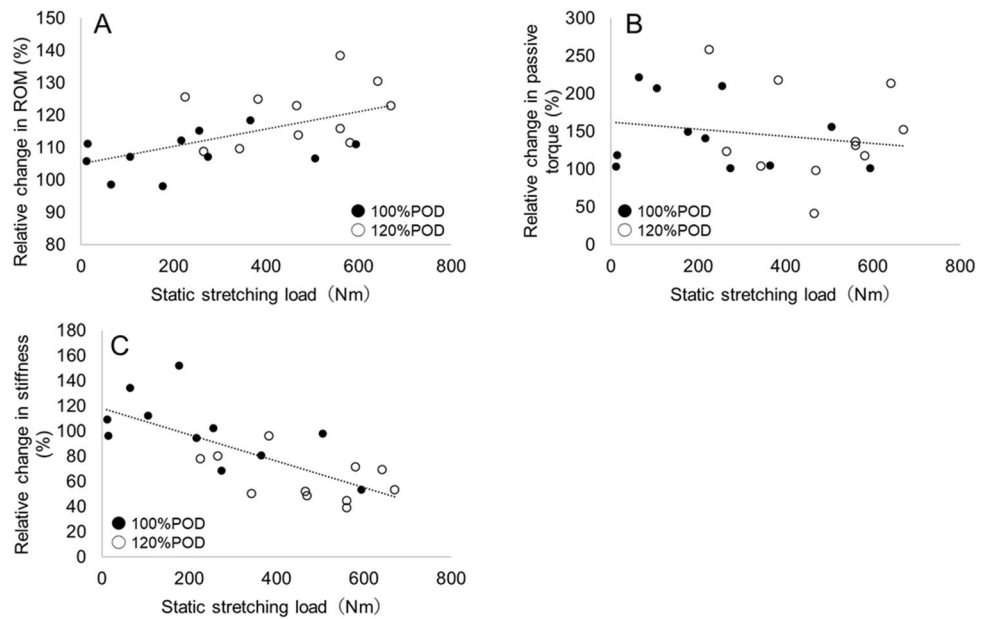 A
Relative change in ROM (%)
150
140
130
120
110
100
90
80
100%POD
120%POD
0
200
400
600
800
Static stretching load（Nm）
B
Relative change in passive
torque (%)
300
250
200
150
100
50
0
100%POD
120%POD
0
200
400
600
800
Static stretching load（Nm）
C
Relative change in stiffness
(%)
180
160
140
120
100
80
60
40
20
0
100%POD
120%POD
0
200
400
600
800
Static stretching load（Nm）